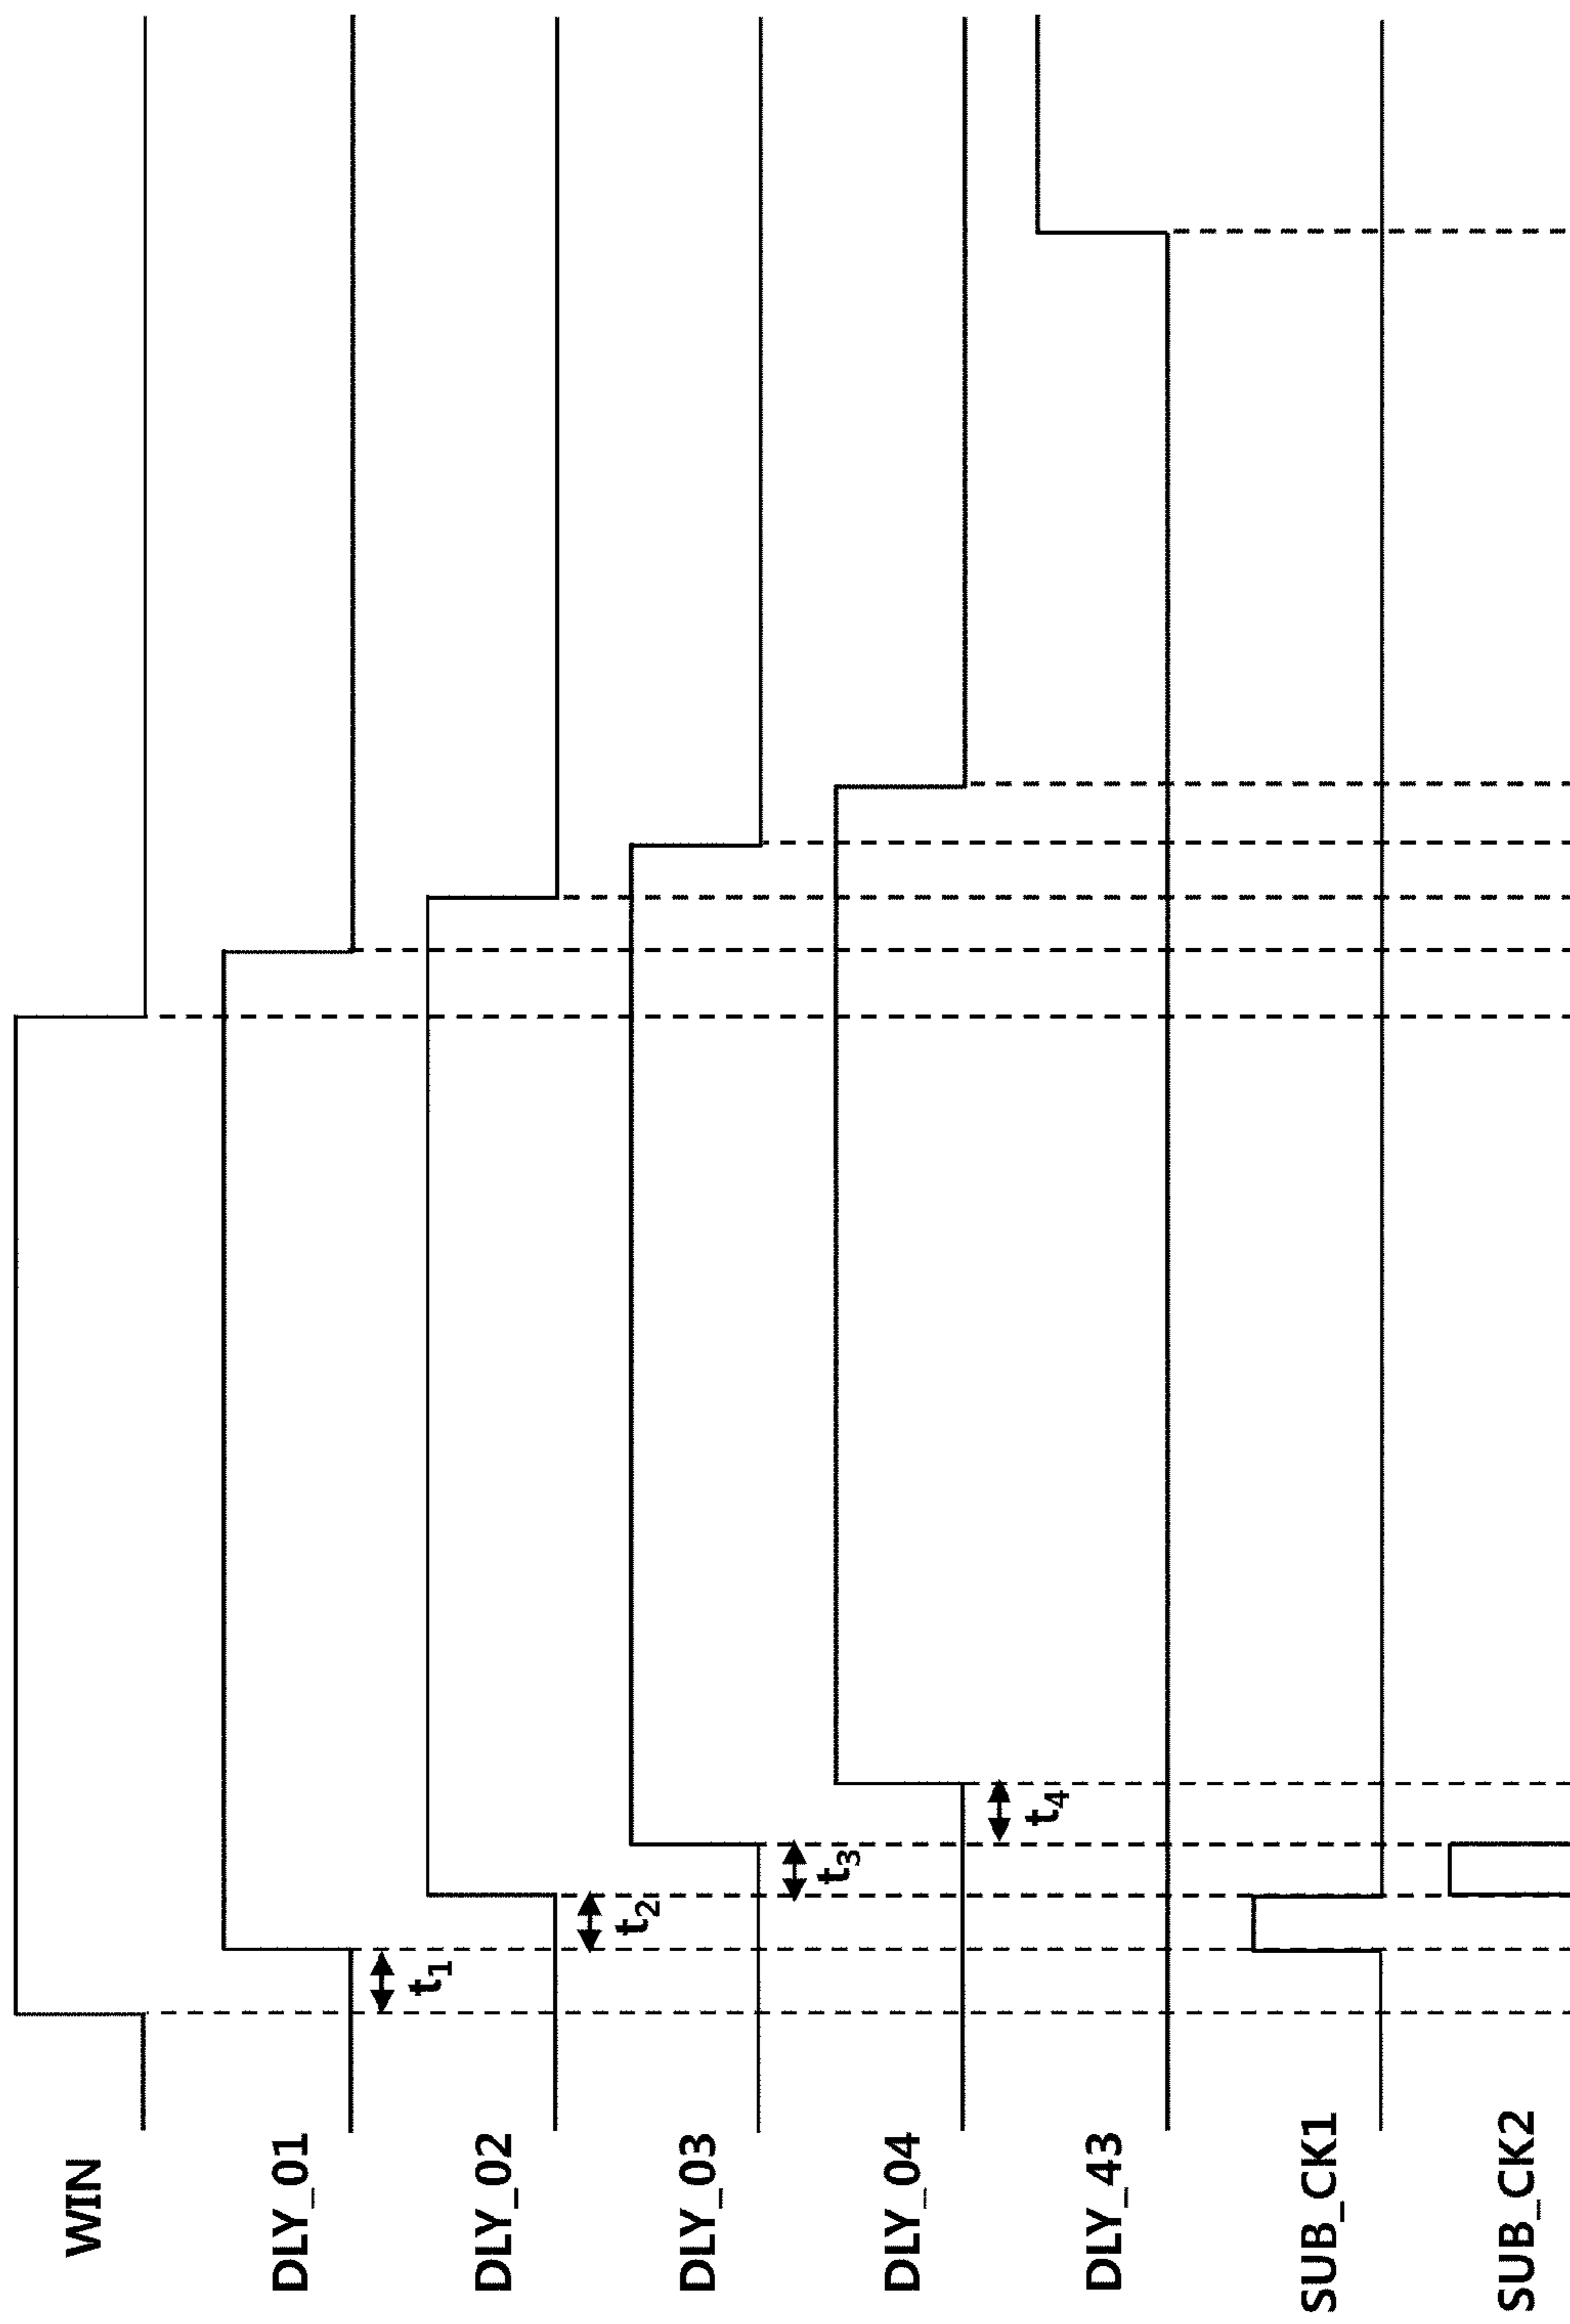 WIN
DLY_01
t1
DLY_02
t2
DLY_03
t3
DLY_04
t4
DLY_43
SUB_CK1
SUB_CK2